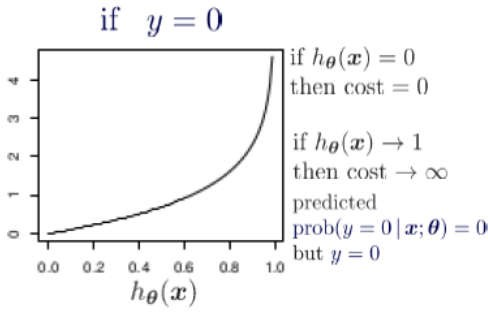 if y = 0
4
3
2
1
0
0.0 0.2 0.4 0.6 0.8 1.0
h_θ(x)
if h_θ(x) = 0
then cost = 0
if h_θ(x) → 1
then cost → ∞
predicted
prob(y = 0 | x; θ) = 0
but y = 0